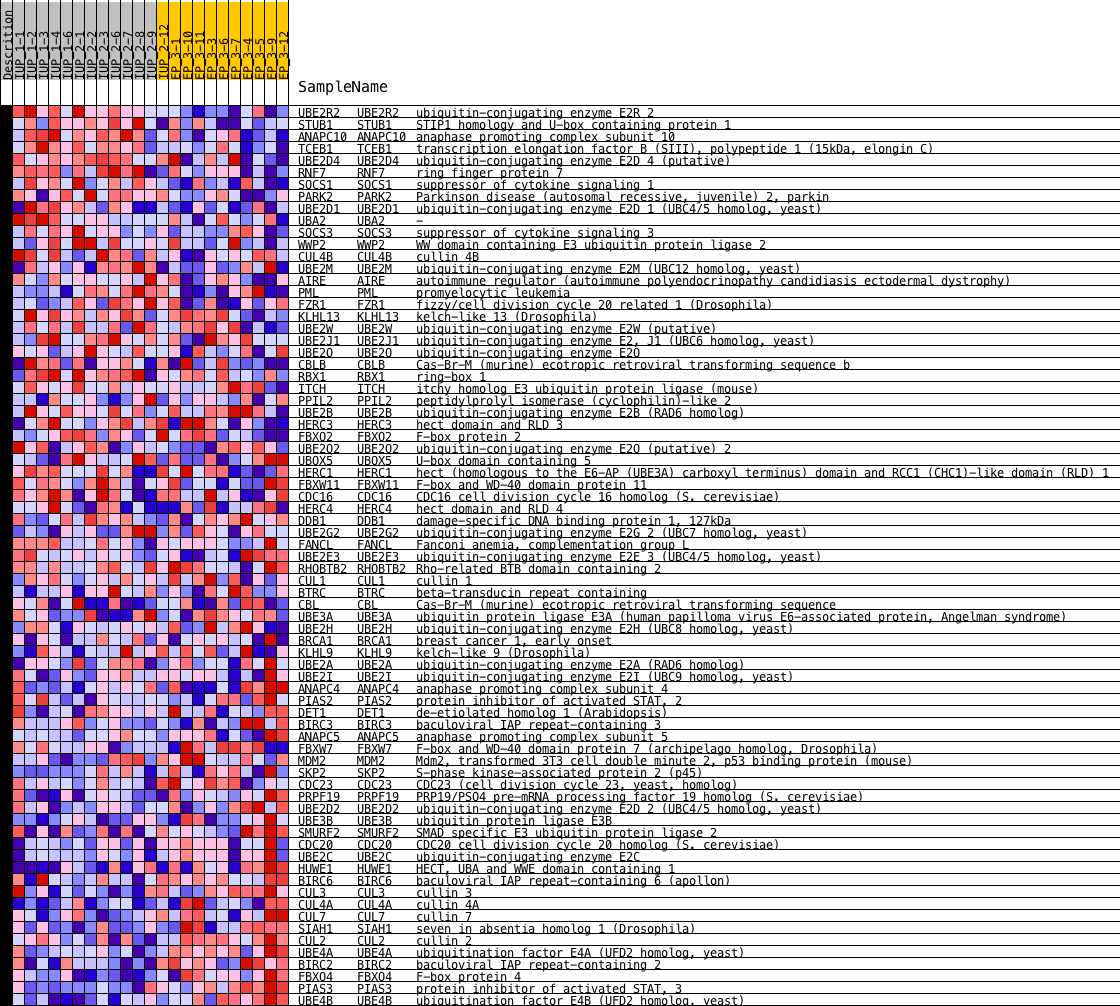 Descrition
IUP_1-1
IUP_1-2
IUP_1-3
IUP_1-4
IUP_1-6
IUP_2-1
IUP_2-2
IUP_2-3
IUP_2-6
IUP_2-7
IUP_2-8
IUP_2-9
IUP_2-12
EP_3-1
EP_3-10
EP_3-11
EP_3-3
EP_3-6
EP_3-7
EP_3-4
EP_3-5
EP_3-9
EP_3-12
SampleName
UBE2R2 UBE2R2 ubiquitin-conjugating enzyme E2R 2
STUB1 STUB1 STIP1 homology and U-box containing protein 1
ANAPC10 ANAPC10 anaphase promoting complex subunit 10
TCEB1 TCEB1 transcription elongation factor B (SIII), polypeptide 1 (15kDa, elongin C)
UBE2D4 UBE2D4 ubiquitin-conjugating enzyme E2D 4 (putative)
RNF7 RNF7 ring finger protein 7
SOCS1 SOCS1 suppressor of cytokine signaling 1
PARK2 PARK2 Parkinson disease (autosomal recessive, juvenile) 2, parkin
UBE2D1 UBE2D1 ubiquitin-conjugating enzyme E2D 1 (UBC4/5 homolog, yeast)
UBA2 UBA2 -
SOCS3 SOCS3 suppressor of cytokine signaling 3
WWP2 WWP2 WW domain containing E3 ubiquitin protein ligase 2
CUL4B CUL4B cullin 4B
UBE2M UBE2M ubiquitin-conjugating enzyme E2M (UBC12 homolog, yeast)
AIRE AIRE autoimmune regulator (autoimmune polyendocrinopathy candidiasis ectodermal dystrophy)
PML PML promyelocytic leukemia
FZR1 FZR1 fizzy/cell division cycle 20 related 1 (Drosophila)
KLHL13 KLHL13 kelch-like 13 (Drosophila)
UBE2W UBE2W ubiquitin-conjugating enzyme E2W (putative)
UBE2J1 UBE2J1 ubiquitin-conjugating enzyme E2, J1 (UBC6 homolog, yeast)
UBE2O UBE2O ubiquitin-conjugating enzyme E2O
CBLB CBLB Cas-Br-M (murine) ecotropic retroviral transforming sequence b
RBX1 RBX1 ring-box 1
ITCH ITCH itchy homolog E3 ubiquitin protein ligase (mouse)
PPIL2 PPIL2 peptidylprolyl isomerase (cyclophilin)-like 2
UBE2B UBE2B ubiquitin-conjugating enzyme E2B (RAD6 homolog)
HERC3 HERC3 hect domain and RLD 3
FBXO2 FBXO2 F-box protein 2
UBE2Q2 UBE2Q2 ubiquitin-conjugating enzyme E2Q (putative) 2
UBOX5 UBOX5 U-box domain containing 5
HERC1 HERC1 hect (homologous to the E6-AP (UBE3A) carboxyl terminus) domain and RCC1 (CHC1)-like domain (RLD) 1
FBXW11 FBXW11 F-box and WD-40 domain protein 11
CDC16 CDC16 CDC16 cell division cycle 16 homolog (S. cerevisiae)
HERC4 HERC4 hect domain and RLD 4
DDB1 DDB1 damage-specific DNA binding protein 1, 127kDa
UBE2G2 UBE2G2 ubiquitin-conjugating enzyme E2G 2 (UBC7 homolog, yeast)
FANCL FANCL Fanconi anemia, complementation group L
UBE2E3 UBE2E3 ubiquitin-conjugating enzyme E2E 3 (UBC4/5 homolog, yeast)
RHOBTB2 RHOBTB2 Rho-related BTB domain containing 2
CUL1 CUL1 cullin 1
BTRC BTRC beta-transducin repeat containing
CBL CBL Cas-Br-M (murine) ecotropic retroviral transforming sequence
UBE3A UBE3A ubiquitin protein ligase E3A (human papilloma virus E6-associated protein, Angelman syndrome)
UBE2H UBE2H ubiquitin-conjugating enzyme E2H (UBC8 homolog, yeast)
BRCA1 BRCA1 breast cancer 1, early onset
KLHL9 KLHL9 kelch-like 9 (Drosophila)
UBE2A UBE2A ubiquitin-conjugating enzyme E2A (RAD6 homolog)
UBE2I UBE2I ubiquitin-conjugating enzyme E2I (UBC9 homolog, yeast)
ANAPC4 ANAPC4 anaphase promoting complex subunit 4
PIAS2 PIAS2 protein inhibitor of activated STAT, 2
DET1 DET1 de-etiolated homolog 1 (Arabidopsis)
BIRC3 BIRC3 baculoviral IAP repeat-containing 3
ANAPC5 ANAPC5 anaphase promoting complex subunit 5
FBXW7 FBXW7 F-box and WD-40 domain protein 7 (archipelago homolog, Drosophila)
MDM2 MDM2 Mdm2, transformed 3T3 cell double minute 2, p53 binding protein (mouse)
SKP2 SKP2 S-phase kinase-associated protein 2 (p45)
CDC23 CDC23 CDC23 (cell division cycle 23, yeast, homolog)
PRPF19 PRPF19 PRP19/PSO4 pre-mRNA processing factor 19 homolog (S. cerevisiae)
UBE2D2 UBE2D2 ubiquitin-conjugating enzyme E2D 2 (UBC4/5 homolog, yeast)
UBE3B UBE3B ubiquitin protein ligase E3B
SMURF2 SMURF2 SMAD specific E3 ubiquitin protein ligase 2
CDC20 CDC20 CDC20 cell division cycle 20 homolog (S. cerevisiae)
UBE2C UBE2C ubiquitin-conjugating enzyme E2C
HUWE1 HUWE1 HECT, UBA and WWE domain containing 1
BIRC6 BIRC6 baculoviral IAP repeat-containing 6 (apollon)
CUL3 CUL3 cullin 3
CUL4A CUL4A cullin 4A
CUL7 CUL7 cullin 7
SIAH1 SIAH1 seven in absentia homolog 1 (Drosophila)
CUL2 CUL2 cullin 2
UBE4A UBE4A ubiquitination factor E4A (UFD2 homolog, yeast)
BIRC2 BIRC2 baculoviral IAP repeat-containing 2
FBXO4 FBXO4 F-box protein 4
PIAS3 PIAS3 protein inhibitor of activated STAT, 3
UBE4B UBE4B ubiquitination factor E4B (UFD2 homolog, yeast)